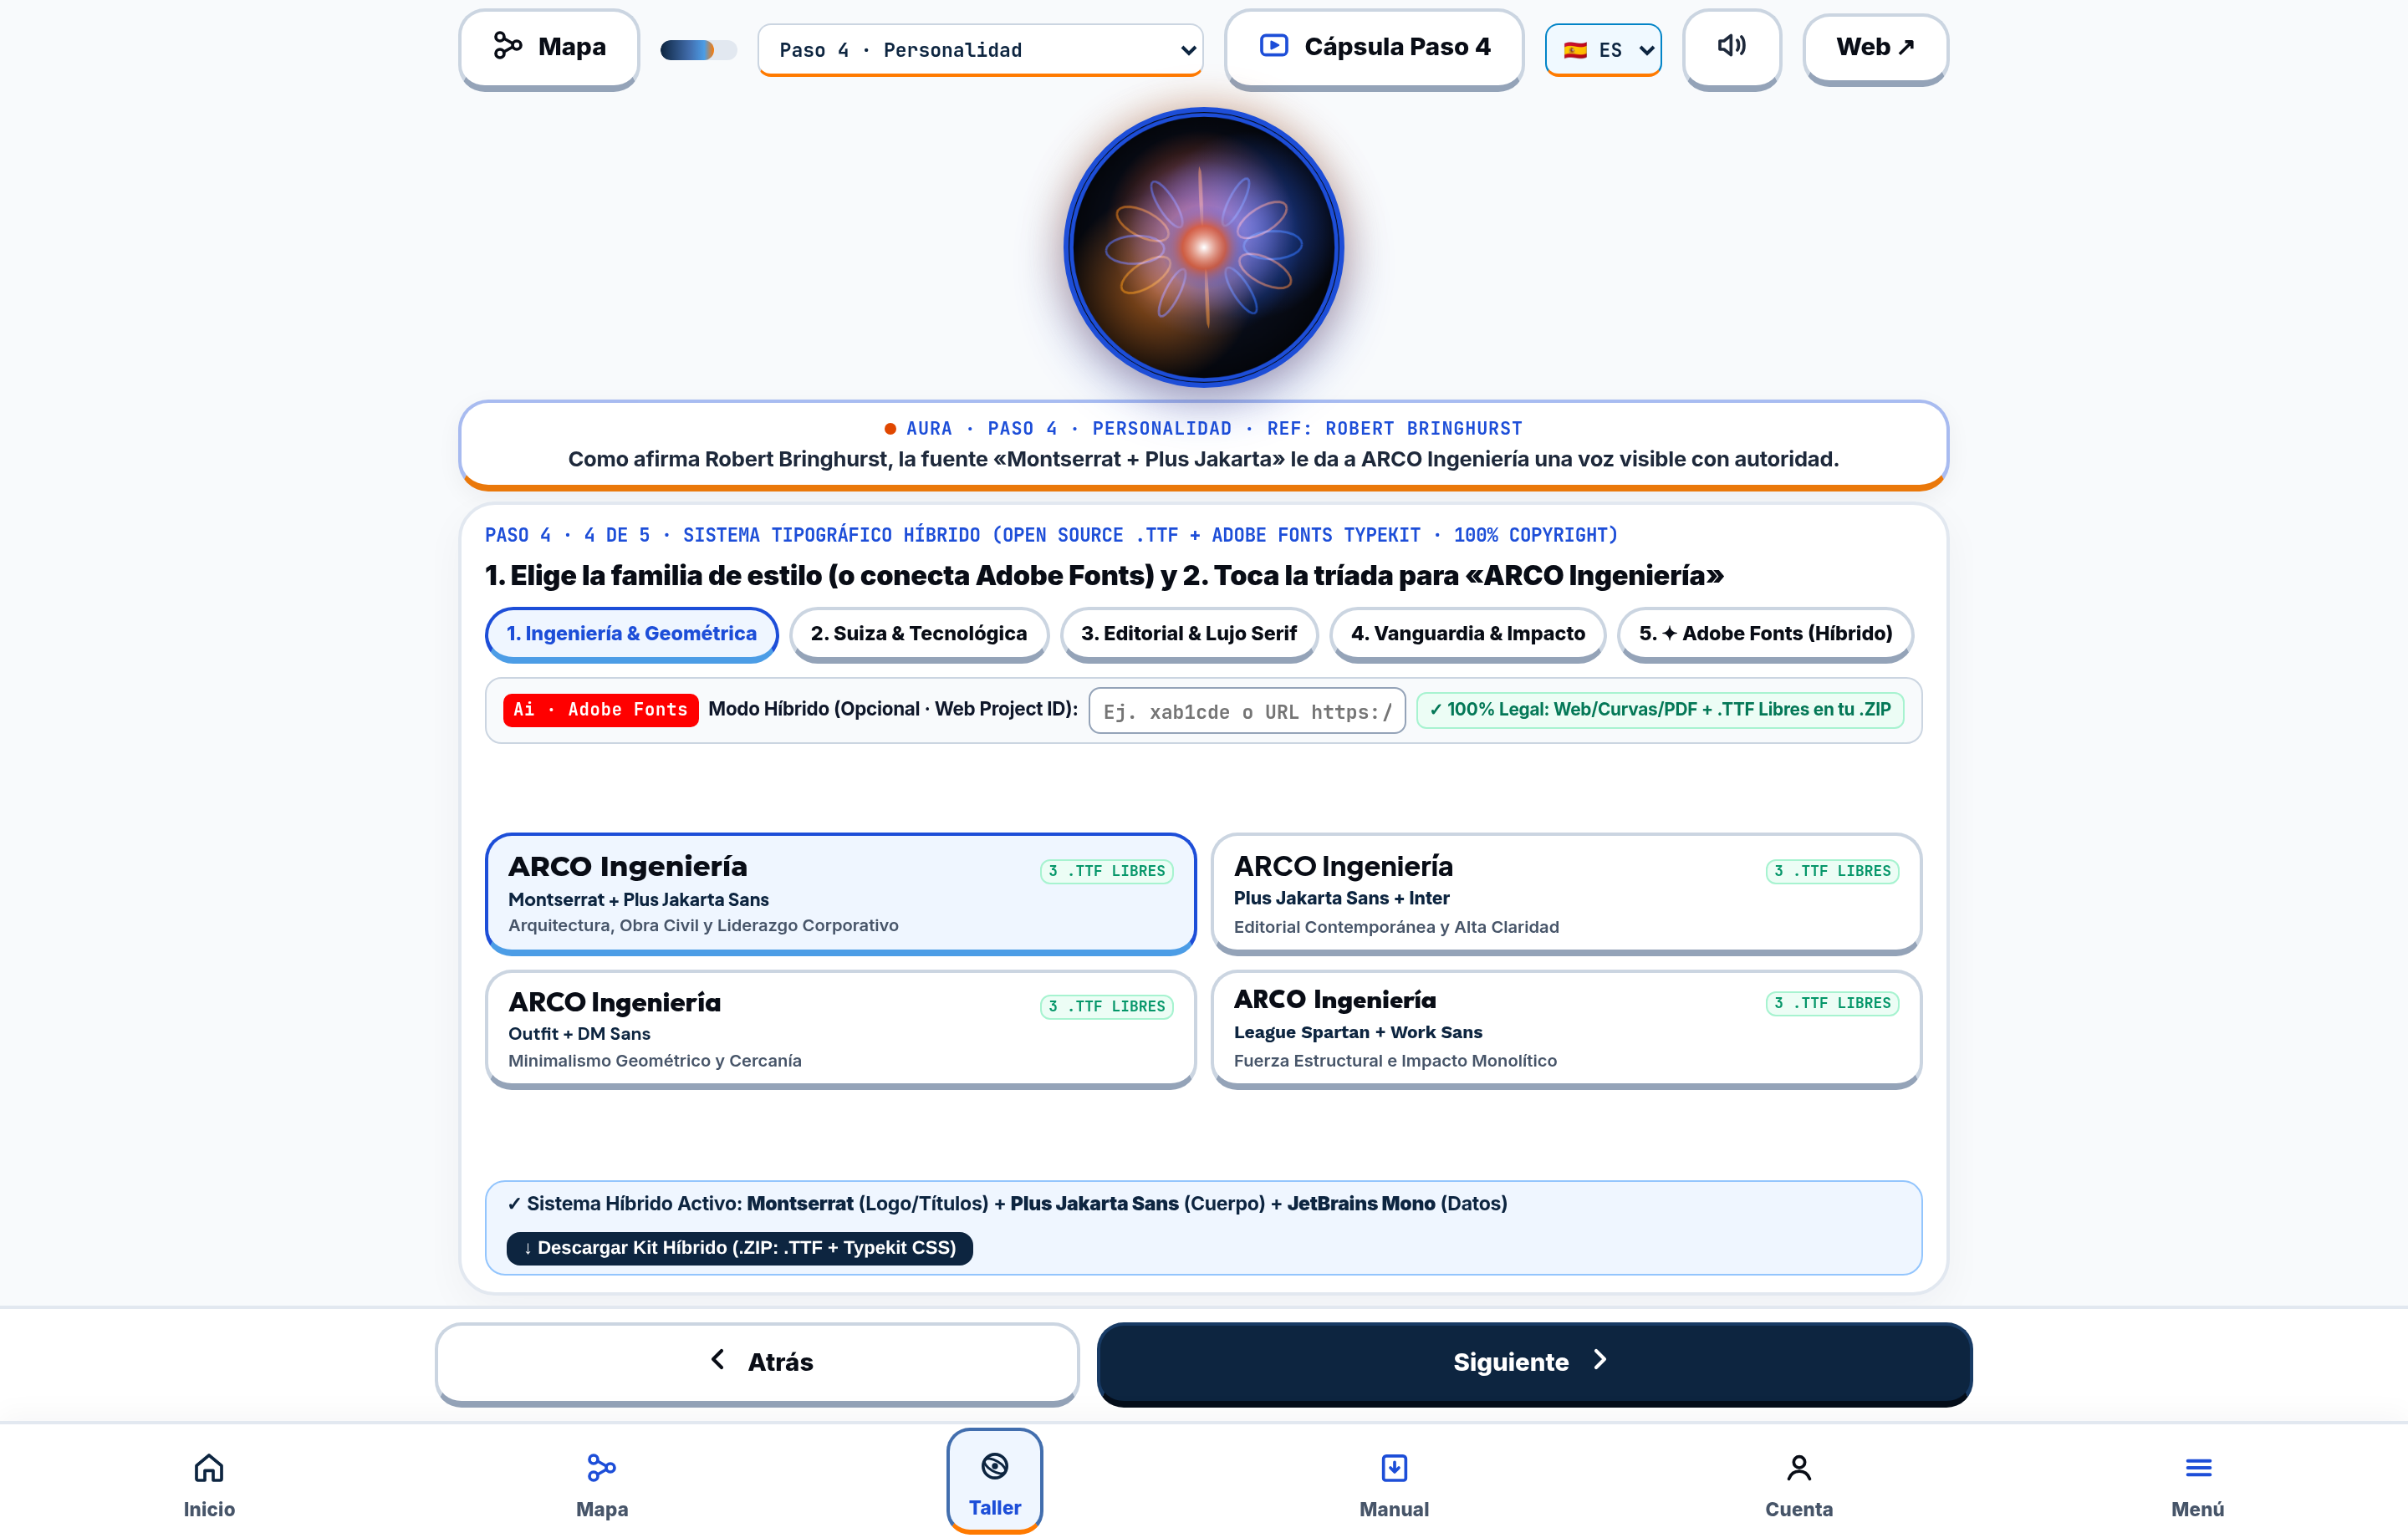 Mapa
Paso 4 · Personalidad
Cápsula Paso 4
🇪🇸 ES
Web ↗
AURA · PASO 4 · PERSONALIDAD · REF: ROBERT BRINGHURST
Como afirma Robert Bringhurst, la fuente «Montserrat + Plus Jakarta» le da a ARCO Ingeniería una voz visible con autoridad.
PASO 4 · 4 DE 5 · SISTEMA TIPOGRÁFICO HÍBRIDO (OPEN SOURCE .TTF + ADOBE FONTS TYPEKIT · 100% COPYRIGHT)
1. Elige la familia de estilo (o conecta Adobe Fonts) y 2. Toca la tríada para «ARCO Ingeniería»
1. Ingeniería & Geométrica
2. Suiza & Tecnológica
3. Editorial & Lujo Serif
4. Vanguardia & Impacto
5. ✦ Adobe Fonts (Híbrido)
Ai · Adobe Fonts
Modo Híbrido (Opcional · Web Project ID):
Ej. xab1cde o URL https:/
✓ 100% Legal: Web/Curvas/PDF + .TTF Libres en tu .ZIP
ARCO Ingeniería
3 .TTF LIBRES
Montserrat + Plus Jakarta Sans
Arquitectura, Obra Civil y Liderazgo Corporativo
ARCO Ingeniería
3 .TTF LIBRES
Plus Jakarta Sans + Inter
Editorial Contemporánea y Alta Claridad
ARCO Ingeniería
3 .TTF LIBRES
Outfit + DM Sans
Minimalismo Geométrico y Cercanía
ARCO Ingeniería
3 .TTF LIBRES
League Spartan + Work Sans
Fuerza Estructural e Impacto Monolítico
✓ Sistema Híbrido Activo: Montserrat (Logo/Títulos) + Plus Jakarta Sans (Cuerpo) + JetBrains Mono (Datos)
↓ Descargar Kit Híbrido (.ZIP: .TTF + Typekit CSS)
Atrás
Siguiente
Inicio
Mapa
Taller
Manual
Cuenta
Menú